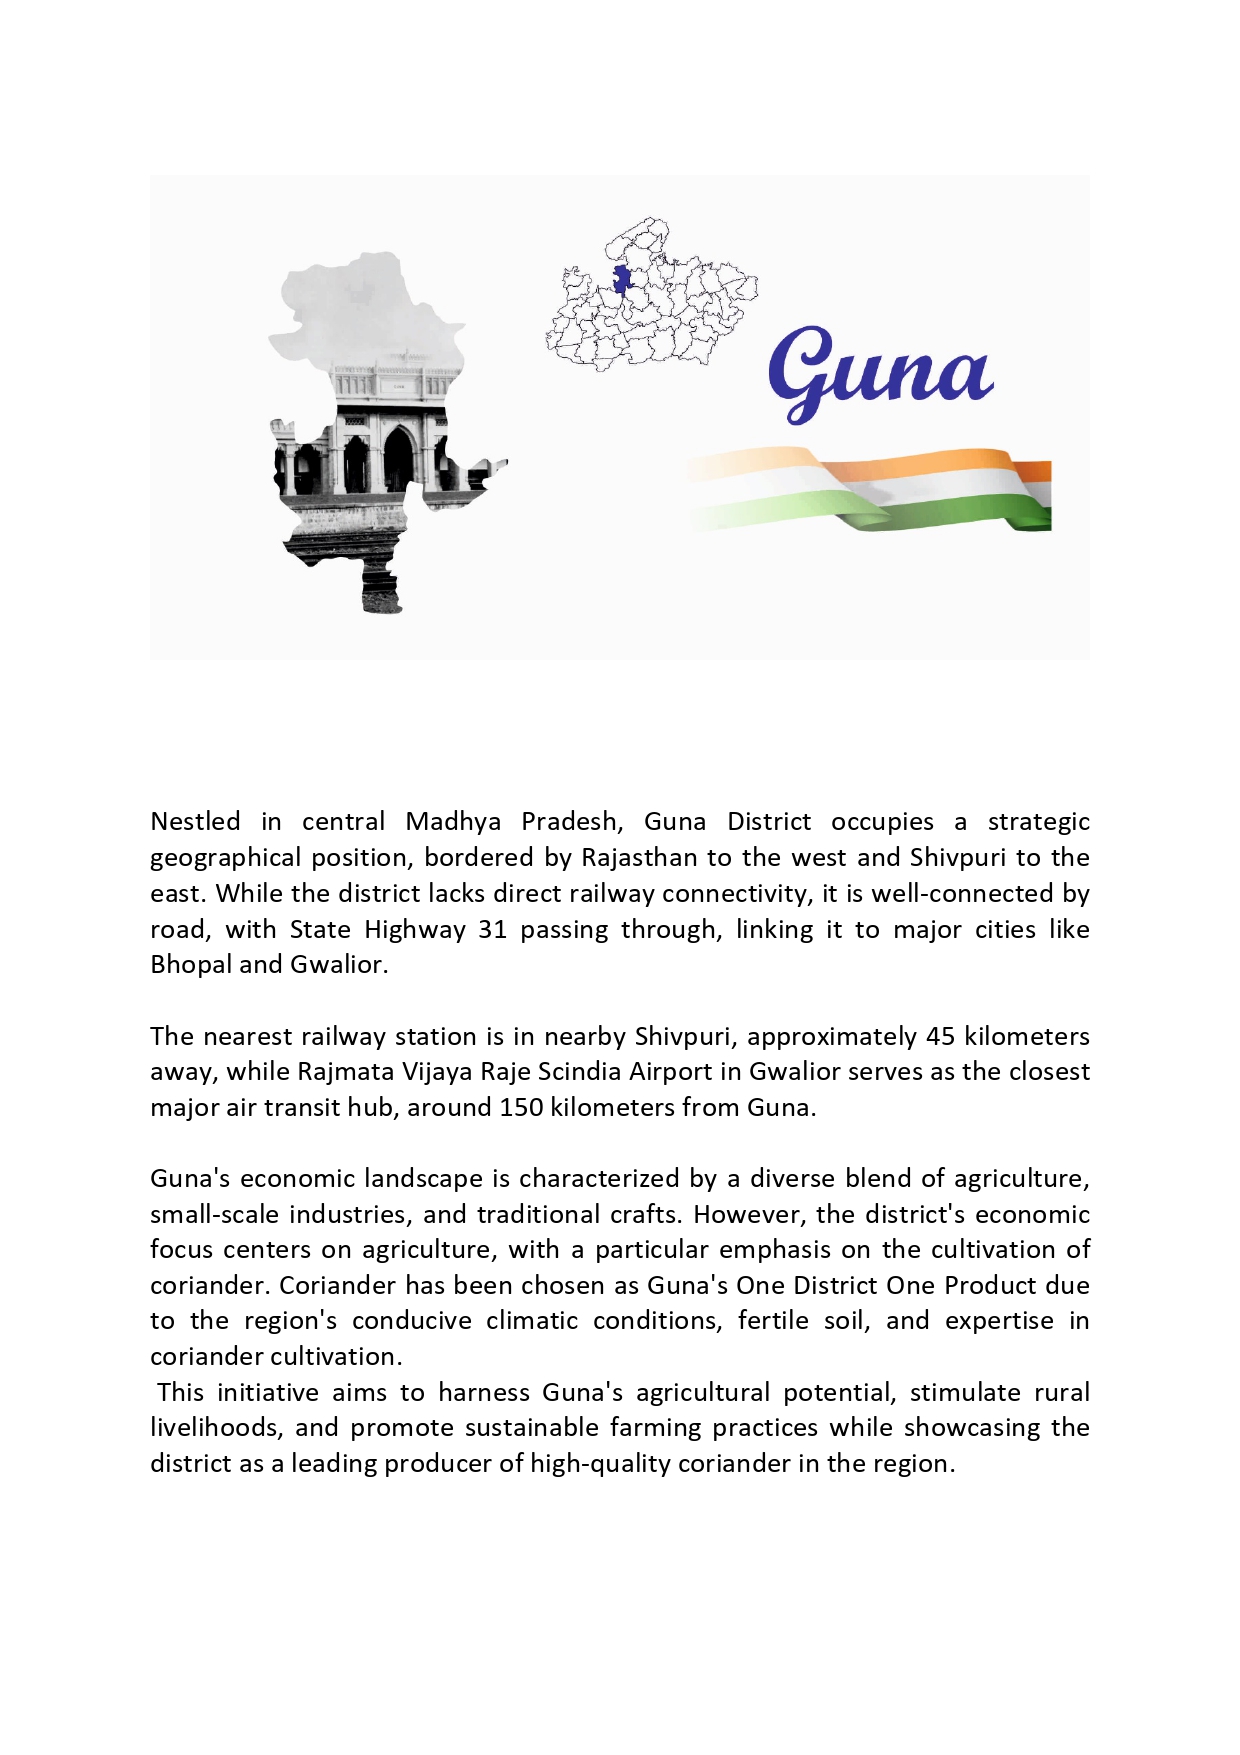 Guna
Nestled in central Madhya Pradesh, Guna District occupies a strategic
geographical position, bordered by Rajasthan to the west and Shivpuri to the
east. While the district lacks direct railway connectivity, it is well-connected by
road, with State Highway 31 passing through, linking it to major cities like
Bhopal and Gwalior.
The nearest railway station is in nearby Shivpuri, approximately 45 kilometers
away, while Rajmata Vijaya Raje Scindia Airport in Gwalior serves as the closest
major air transit hub, around 150 kilometers from Guna.
Guna's economic landscape is characterized by a diverse blend of agriculture,
small-scale industries, and traditional crafts. However, the district's economic
focus centers on agriculture, with a particular emphasis on the cultivation of
coriander. Coriander has been chosen as Guna's One District One Product due
to the region's conducive climatic conditions, fertile soil, and expertise in
coriander cultivation.
This initiative aims to harness Guna's agricultural potential, stimulate rural
livelihoods, and promote sustainable farming practices while showcasing the
district as a leading producer of high-quality coriander in the region.